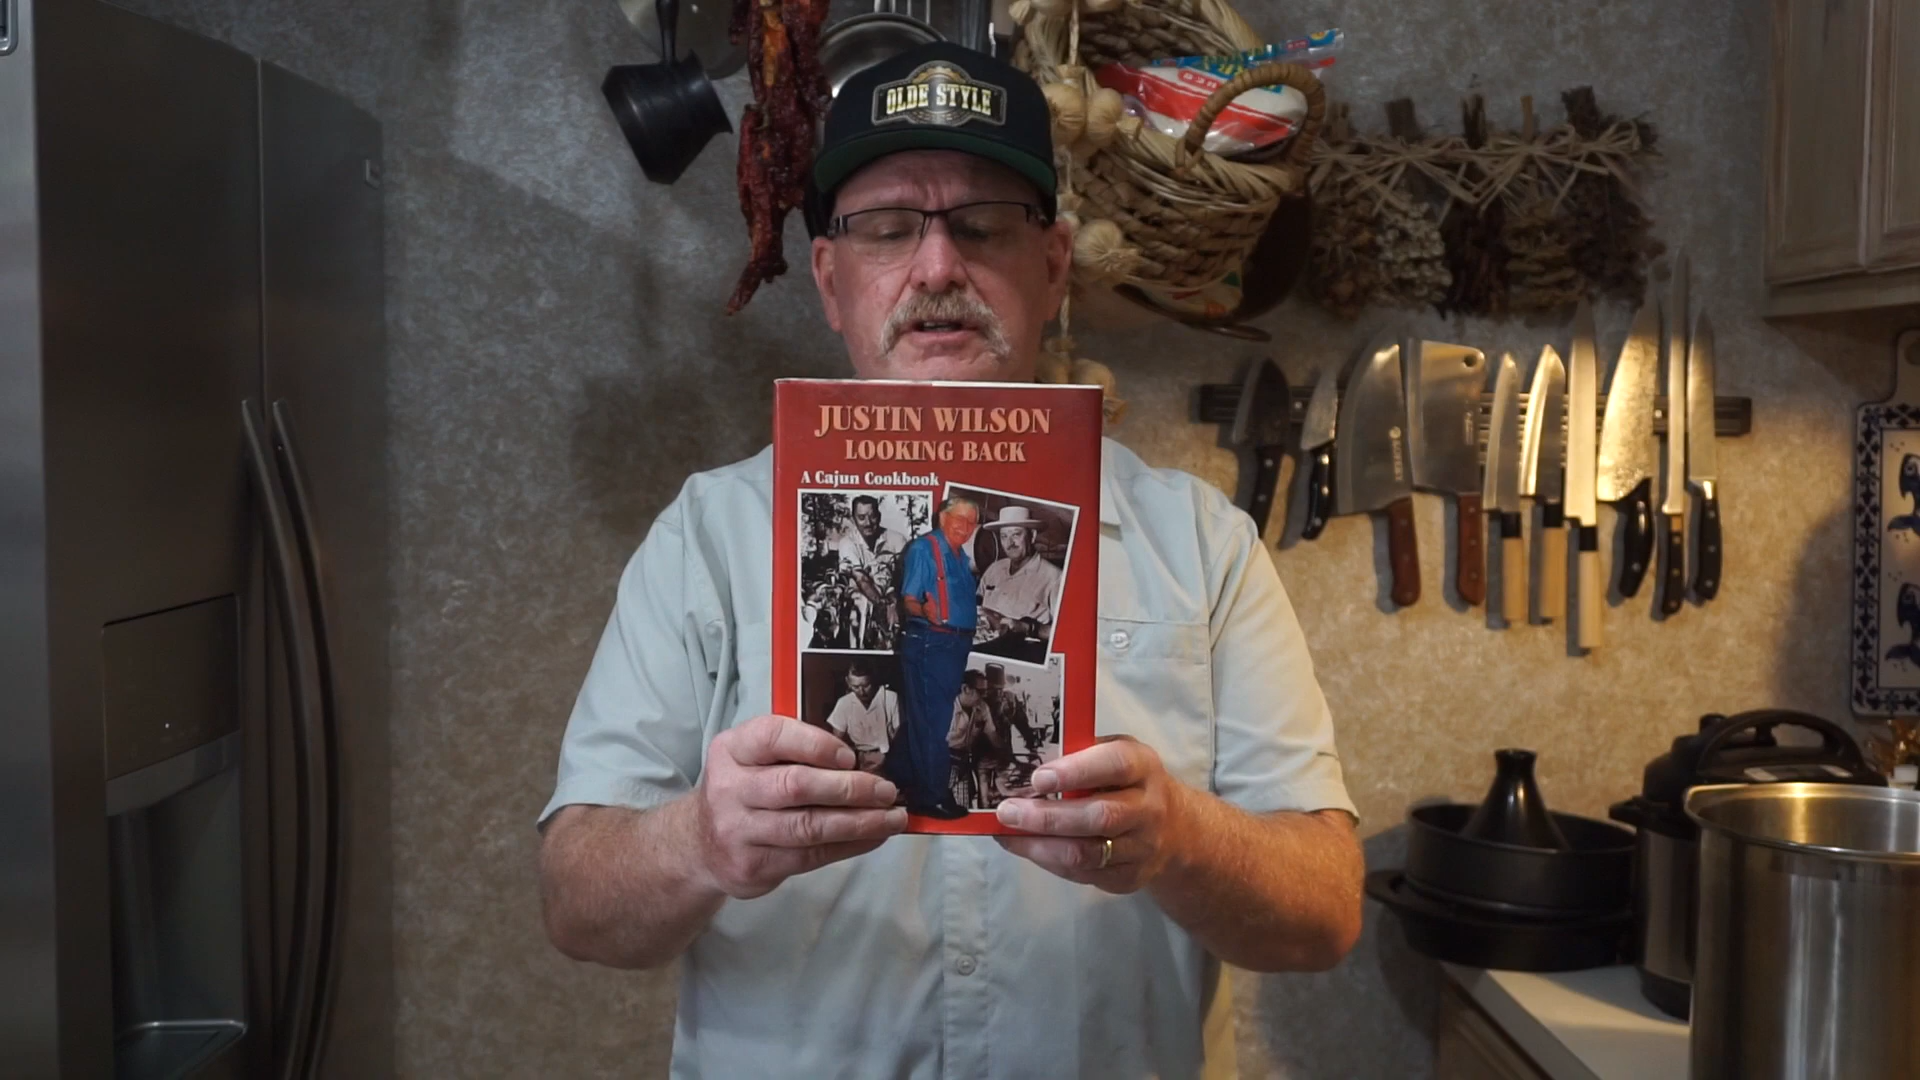 OLDE STYLE
JUSTIN WILSON
LOOKING BACK
A Cajun Cookbook